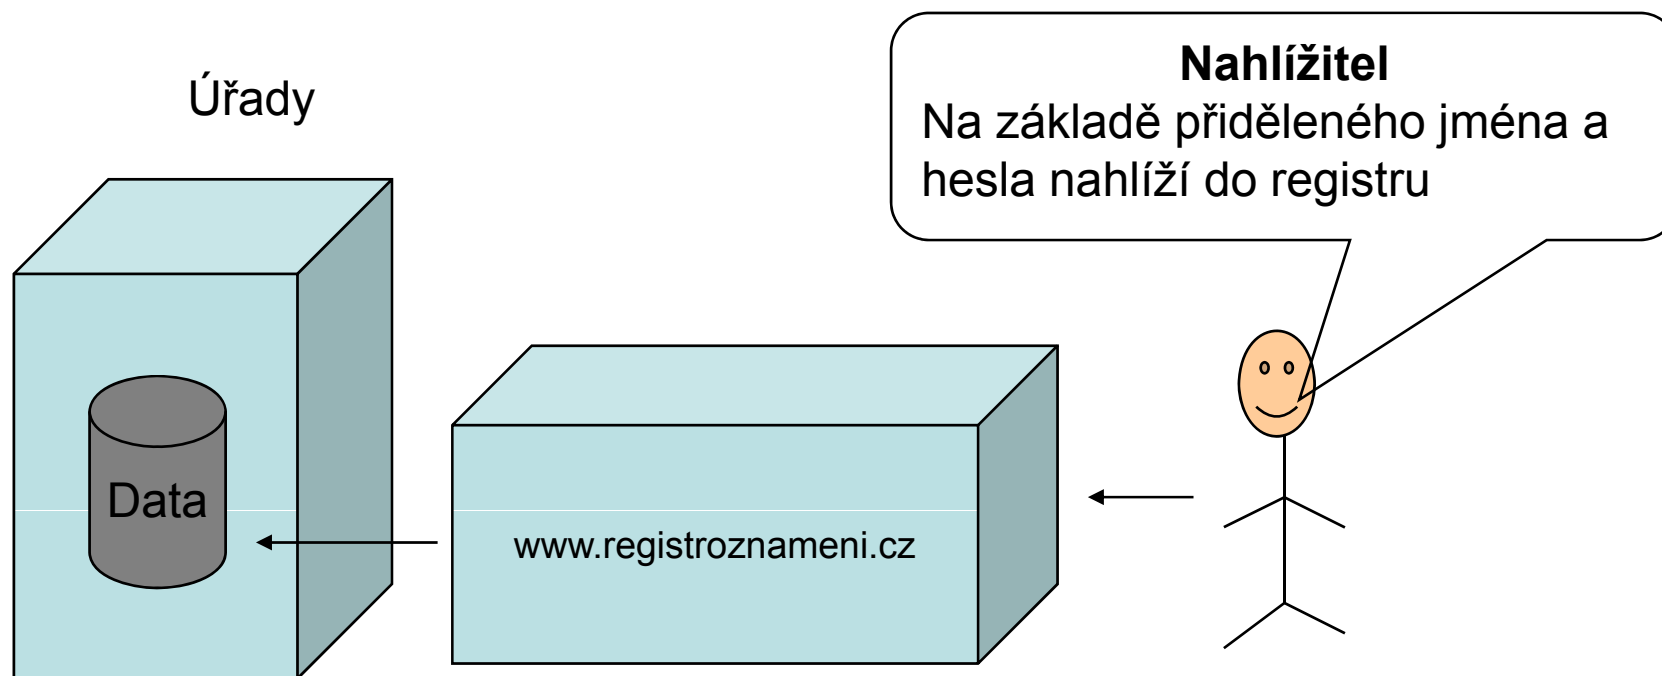 Úřady
Nahlížitel
Na základě přiděleného jména a
hesla nahlíží do registru
Data
www.registroznameni.cz